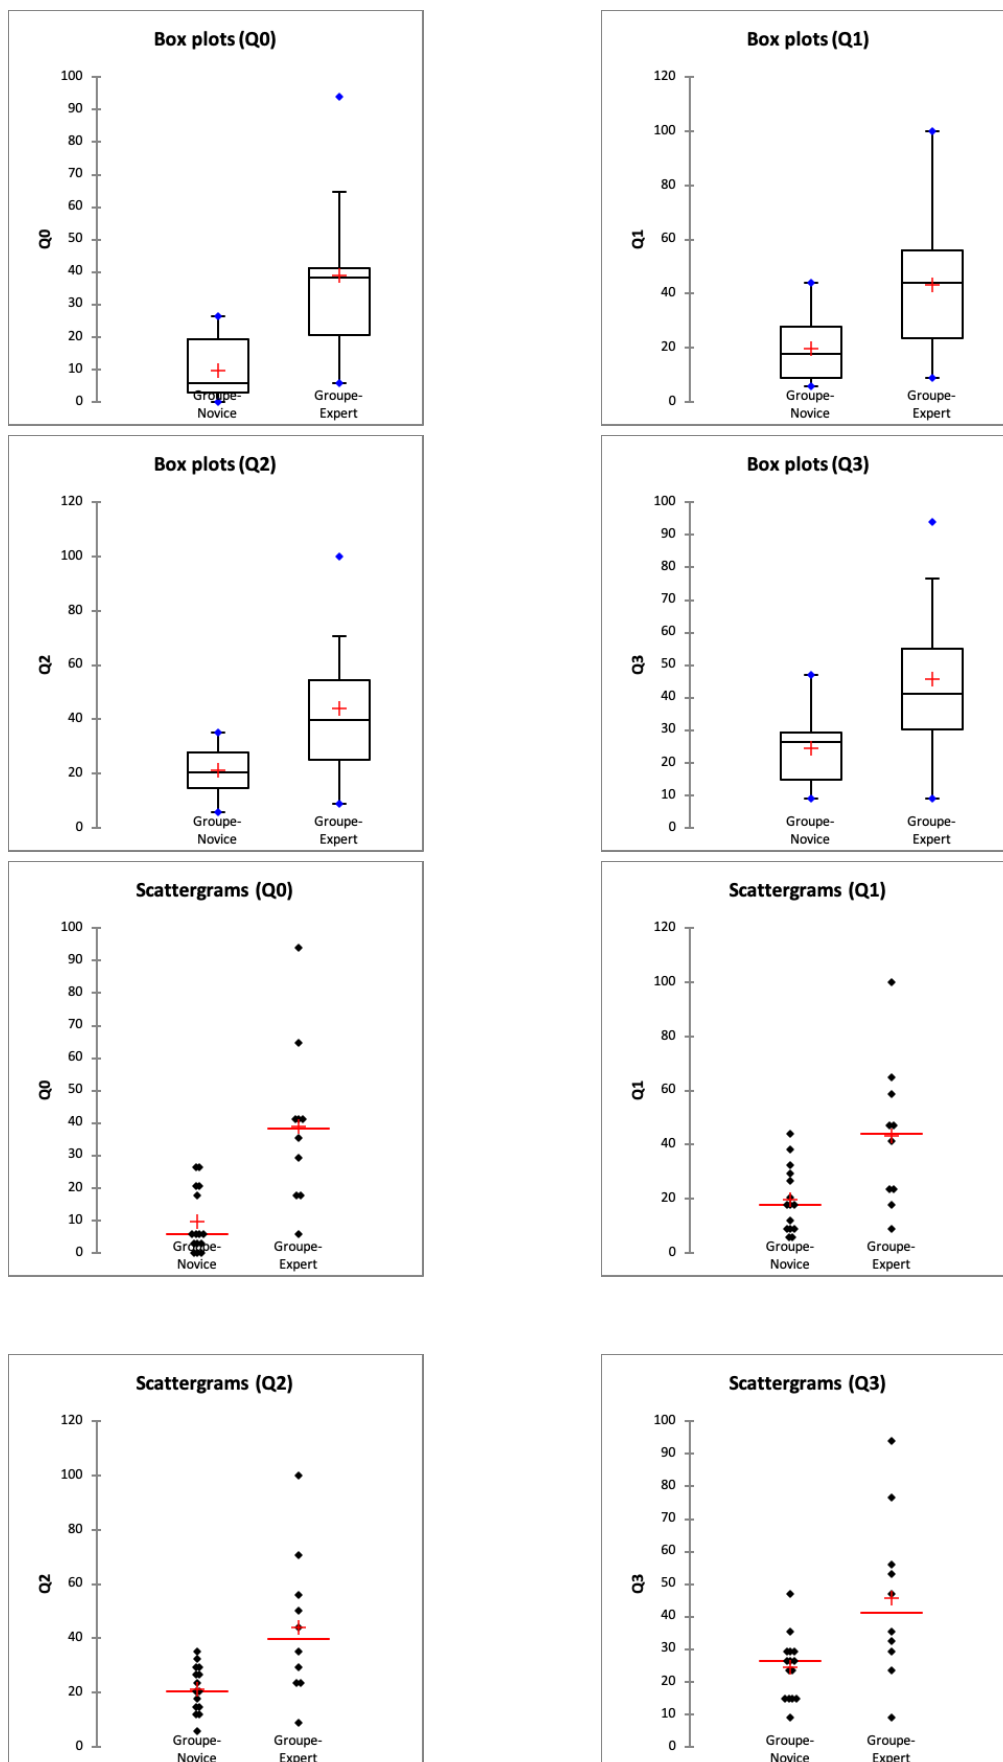 Box plots (Q0)
100
90
80
70
60
50
40
30
20
10
0
Q0
Groupe-
Novice
Groupe-
Expert
Box plots (Q1)
120
100
80
60
40
20
0
Q1
Groupe-
Novice
Groupe-
Expert
Box plots (Q2)
120
100
80
60
40
20
0
Q2
Groupe-
Novice
Groupe-
Expert
Box plots (Q3)
100
90
80
70
60
50
40
30
20
10
0
Q3
Groupe-
Novice
Groupe-
Expert
Scattergrams (Q0)
100
90
80
70
60
50
40
30
20
10
0
Q0
Groupe-
Novice
Groupe-
Expert
Scattergrams (Q1)
120
100
80
60
40
20
0
Q1
Groupe-
Novice
Groupe-
Expert
Scattergrams (Q2)
120
100
80
60
40
20
0
Q2
Groupe-
Novice
Groupe-
Expert
Scattergrams (Q3)
100
90
80
70
60
50
40
30
20
10
0
Q3
Groupe-
Novice
Groupe-
Expert